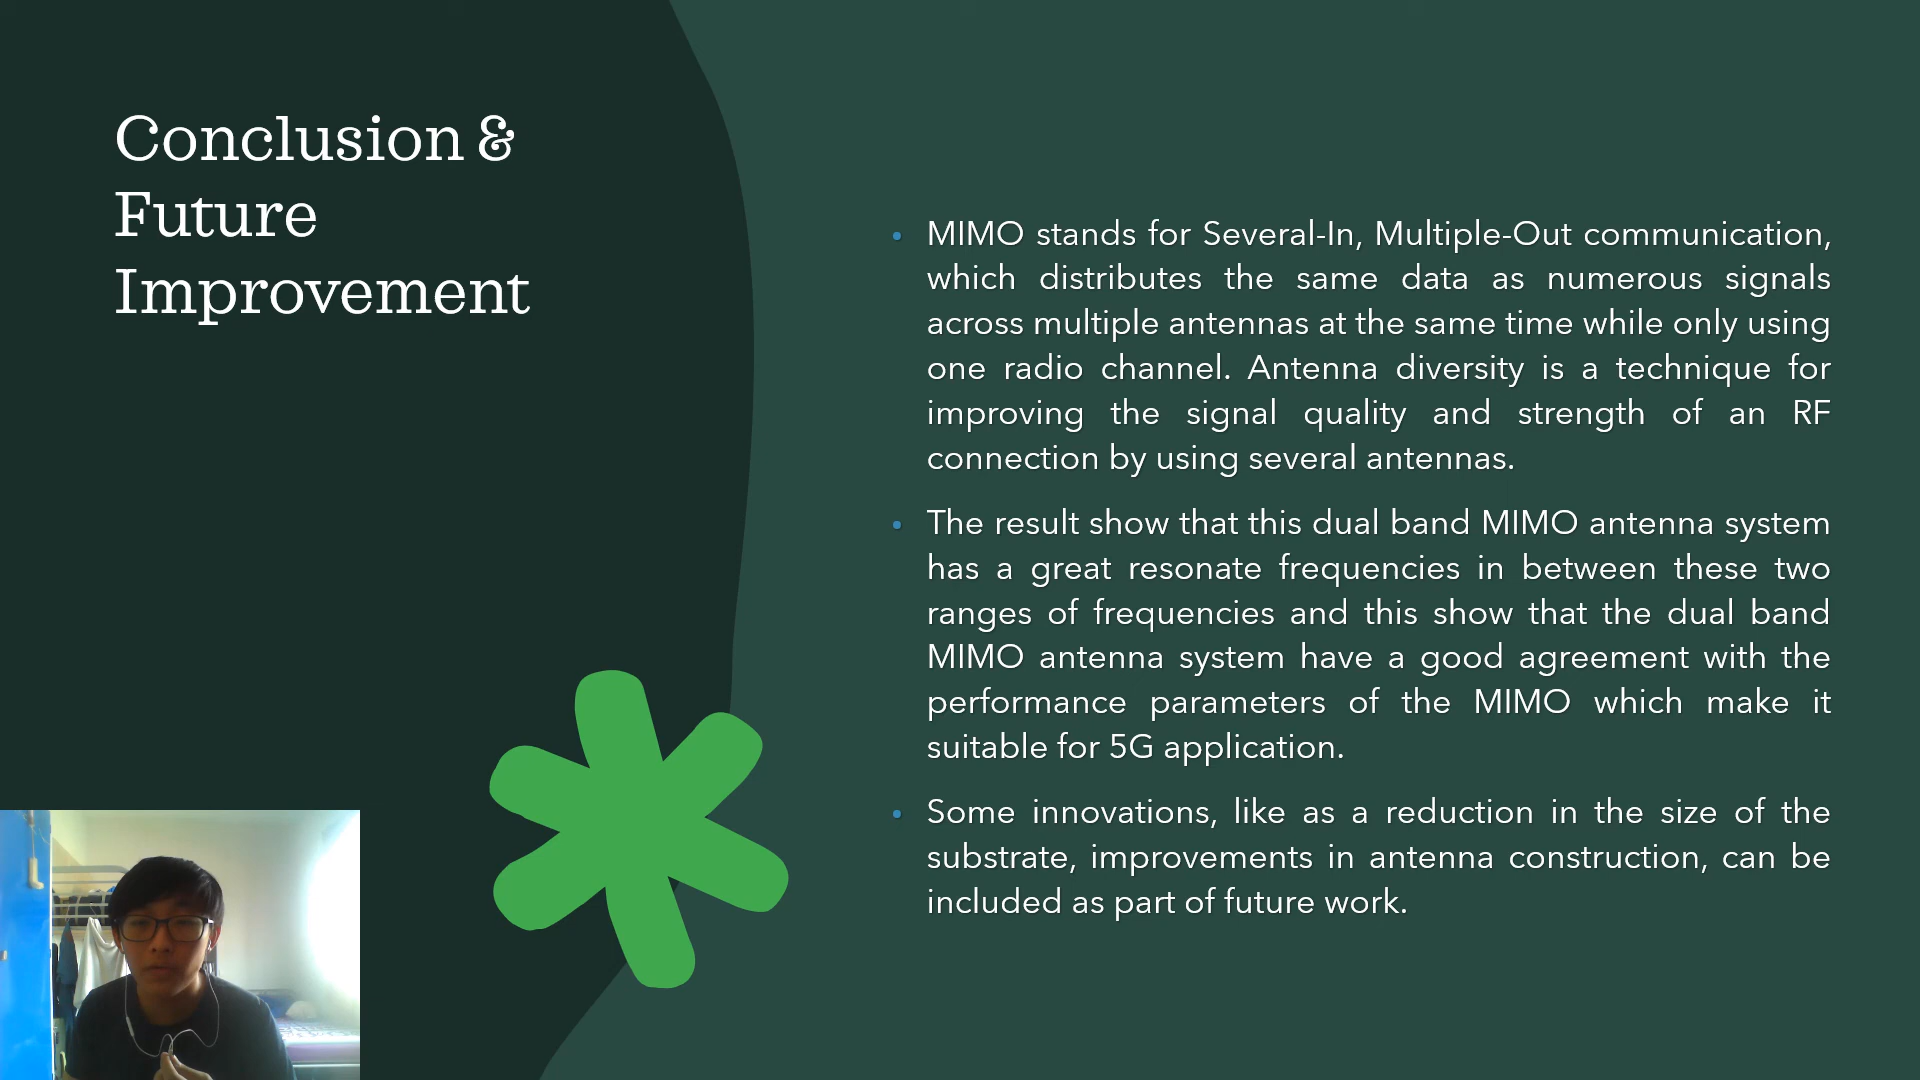 Conclusion &
Future
Improvement
• MIMO stands for Several-In, Multiple-Out communication,
which distributes the same data as numerous signals
across multiple antennas at the same time while only using
one radio channel. Antenna diversity is a technique for
improving the signal quality and strength of an RF
connection by using several antennas.
• The result show that this dual band MIMO antenna system
has a great resonate frequencies in between these two
ranges of frequencies and this show that the dual band
MIMO antenna system have a good agreement with the
performance parameters of the MIMO which make it
suitable for 5G application.
• Some innovations, like as a reduction in the size of the
substrate, improvements in antenna construction, can be
included as part of future work.